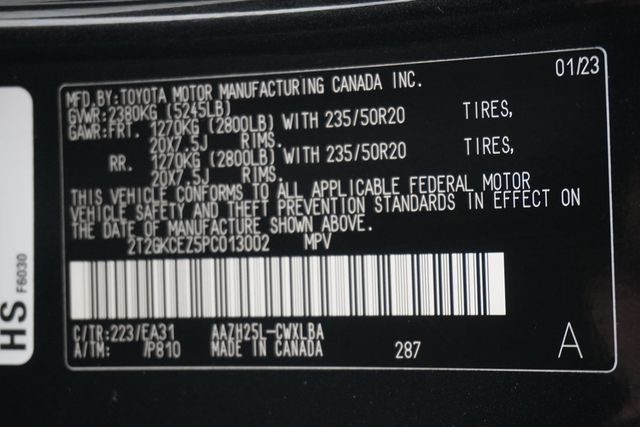 01/23
MFD.BY:TOYOTA MOTOR MANUFACTURING CANADA INC.
GVWR:2380KG (5245LB)
GAWR:FRT. 1270KG (2800LB) WITH 235/50R20 TIRES,
20X7.5J RIMS.
RR. 1270KG (2800LB) WITH 235/50R20 TIRES,
20X7.5J RIMS.
THIS VEHICLE CONFORMS TO ALL APPLICABLE FEDERAL MOTOR
VEHICLE SAFETY AND THEFT PREVENTION STANDARDS IN EFFECT ON
THE DATE OF MANUFACTURE SHOWN ABOVE.
2T2GKCEZ5PC013002 MPV
C/TR:223/EA31 AAZH25L-CWXLBA
A/TM: /P810 MADE IN CANADA 287 A
HS F6030